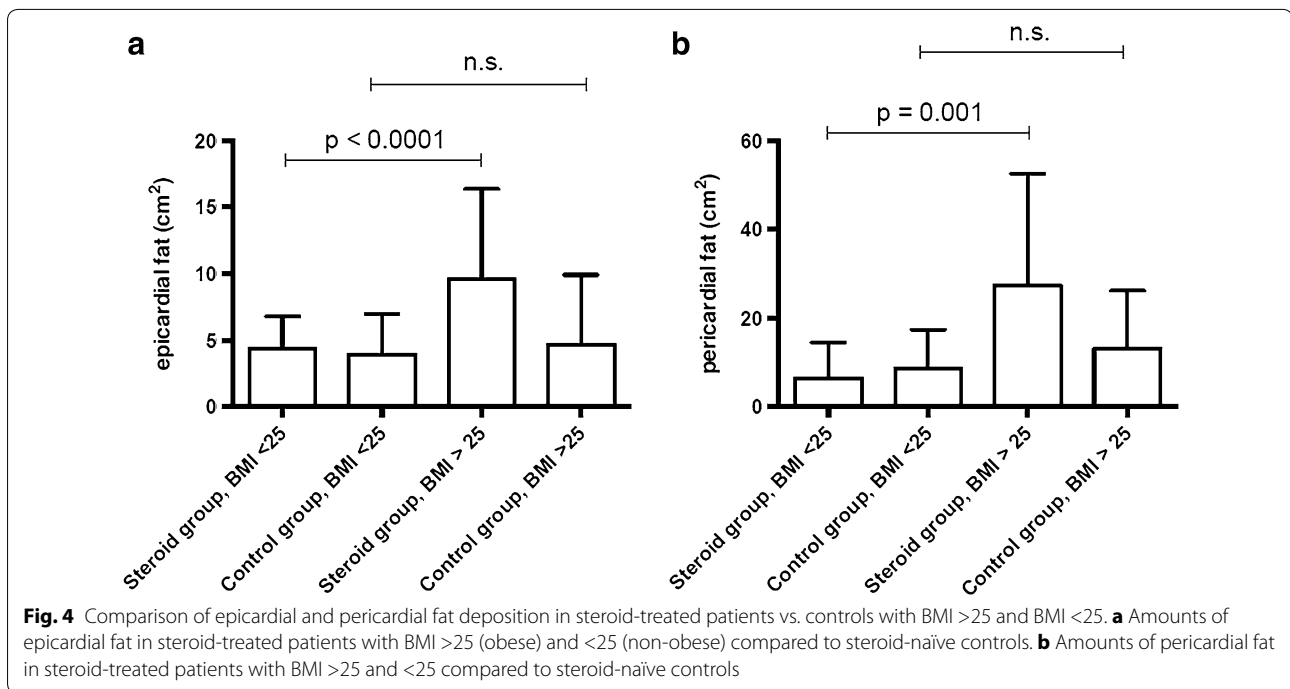 a
n.s.
p < 0.0001
20
15
10
5
0
epicardial fat (cm²)
Steroid group, BMI <25
Control group, BMI <25
Steroid group, BMI > 25
Control group, BMI >25
b
n.s.
p = 0.001
60
40
20
0
pericardial fat (cm²)
Steroid group, BMI <25
Control group, BMI <25
Steroid group, BMI > 25
Control group, BMI >25
Fig. 4 Comparison of epicardial and pericardial fat deposition in steroid-treated patients vs. controls with BMI >25 and BMI <25. a Amounts of
epicardial fat in steroid-treated patients with BMI >25 (obese) and <25 (non-obese) compared to steroid-naïve controls. b Amounts of pericardial fat
in steroid-treated patients with BMI >25 and <25 compared to steroid-naïve controls